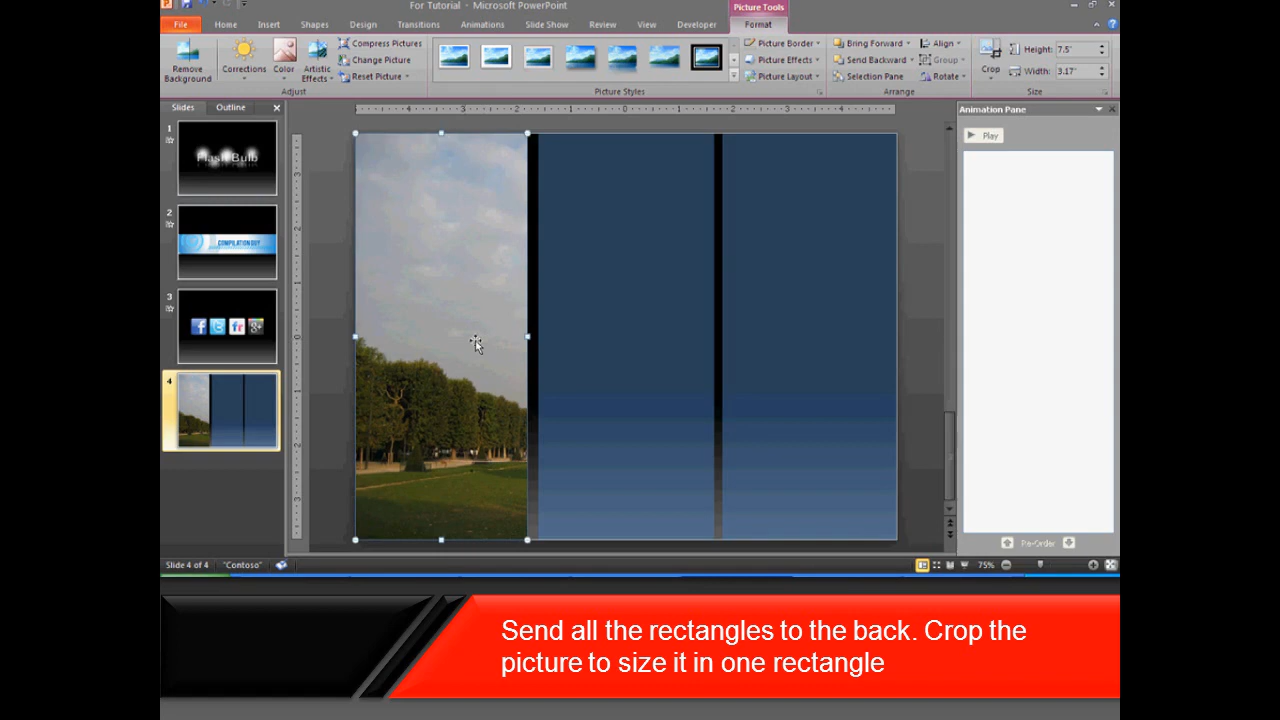 For Tutorial - Microsoft PowerPoint
Picture Tools
File Home Insert Shapes Design Transitions Animations Slide Show Review View Developer Format
Remove Background
Corrections
Color
Artistic Effects
Compress Pictures
Change Picture
Reset Picture
Adjust
Picture Styles
Picture Border
Picture Effects
Picture Layout
Bring Forward
Send Backward
Selection Pane
Align
Group
Rotate
Arrange
Crop
Height: 7.5"
Width: 3.17"
Size
Slides Outline
Animation Pane
Play
1
Flash Bulb
2
COMPILATION GUY
3
4
Re-Order
Slide 4 of 4 "Contoso" 75%
Send all the rectangles to the back. Crop the
picture to size it in one rectangle